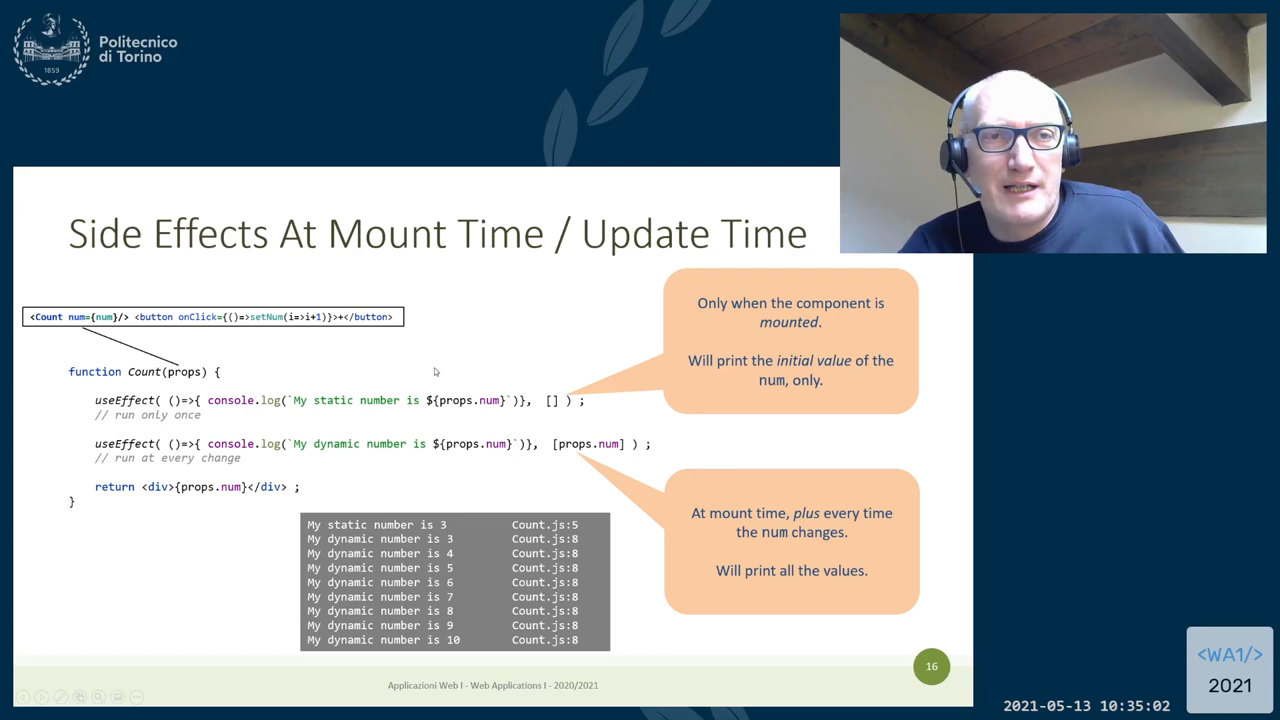 Politecnico
di Torino
1859
Side Effects At Mount Time / Update Time
<Count num={num}/> <button onClick={()=>setNum(i=>i+1)}>+</button>
function Count(props) {
useEffect( ()=>{ console.log(`My static number is ${props.num}`)}, [] ) ;
// run only once
useEffect( ()=>{ console.log(`My dynamic number is ${props.num}`)}, [props.num] ) ;
// run at every change
return <div>{props.num}</div> ;
}
Only when the component is
mounted.
Will print the initial value of the
num, only.
At mount time, plus every time
the num changes.
Will print all the values.
My static number is 3 Count.js:5
My dynamic number is 3 Count.js:8
My dynamic number is 4 Count.js:8
My dynamic number is 5 Count.js:8
My dynamic number is 6 Count.js:8
My dynamic number is 7 Count.js:8
My dynamic number is 8 Count.js:8
My dynamic number is 9 Count.js:8
My dynamic number is 10 Count.js:8
16
Applicazioni Web I - Web Applications I - 2020/2021
<WA1/>
2021
2021-05-13 10:35:02